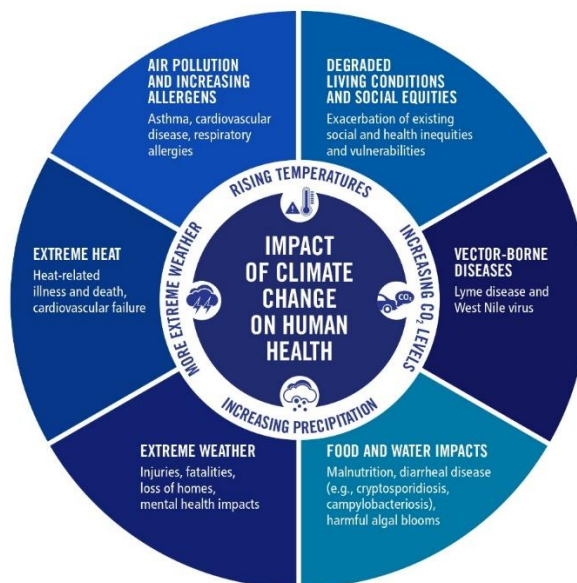 AIR POLLUTION
AND INCREASING
ALLERGENS
Asthma, cardiovascular
disease, respiratory
allergies
DEGRADED
LIVING CONDITIONS
AND SOCIAL EQUITIES
Exacerbation of existing
social and health inequities
and vulnerabilities
EXTREME HEAT
Heat-related
illness and death,
cardiovascular failure
RISING TEMPERATURES
MORE EXTREME WEATHER
IMPACT
OF CLIMATE
CHANGE
ON HUMAN
HEALTH
CO₂
INCREASING CO₂ LEVELS
INCREASING PRECIPITATION
VECTOR-BORNE
DISEASES
Lyme disease and
West Nile virus
EXTREME WEATHER
Injuries, fatalities,
loss of homes,
mental health impacts
FOOD AND WATER IMPACTS
Malnutrition, diarrheal disease
(e.g., cryptosporidiosis,
campylobacteriosis),
harmful algal blooms